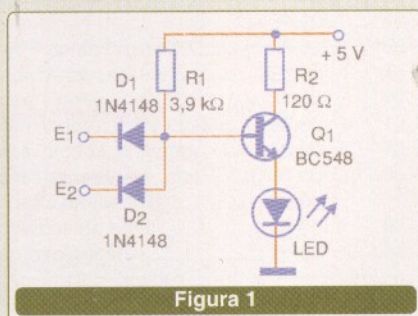 + 5 V
D1
R1
R2
1N4148
3,9 kΩ
120 Ω
E1
Q1
BC548
E2
D2
1N4148
LED
Figura 1